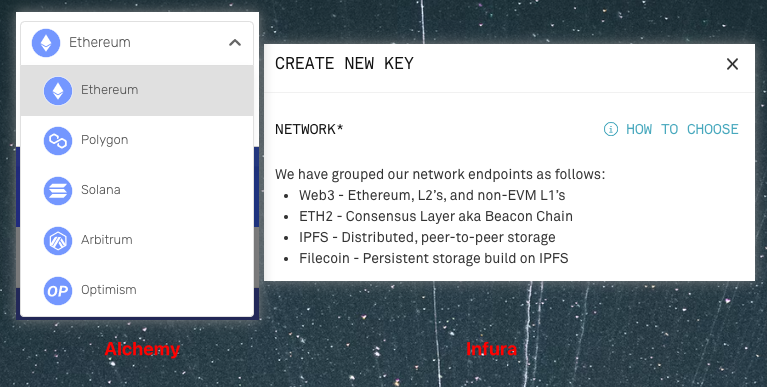 Ethereum
Ethereum
Polygon
Solana
Arbitrum
OP Optimism
CREATE NEW KEY
NETWORK*
HOW TO CHOOSE
We have grouped our network endpoints as follows:
• Web3 - Ethereum, L2's, and non-EVM L1's
• ETH2 - Consensus Layer aka Beacon Chain
• IPFS - Distributed, peer-to-peer storage
• Filecoin - Persistent storage build on IPFS
Alchemy
Infura